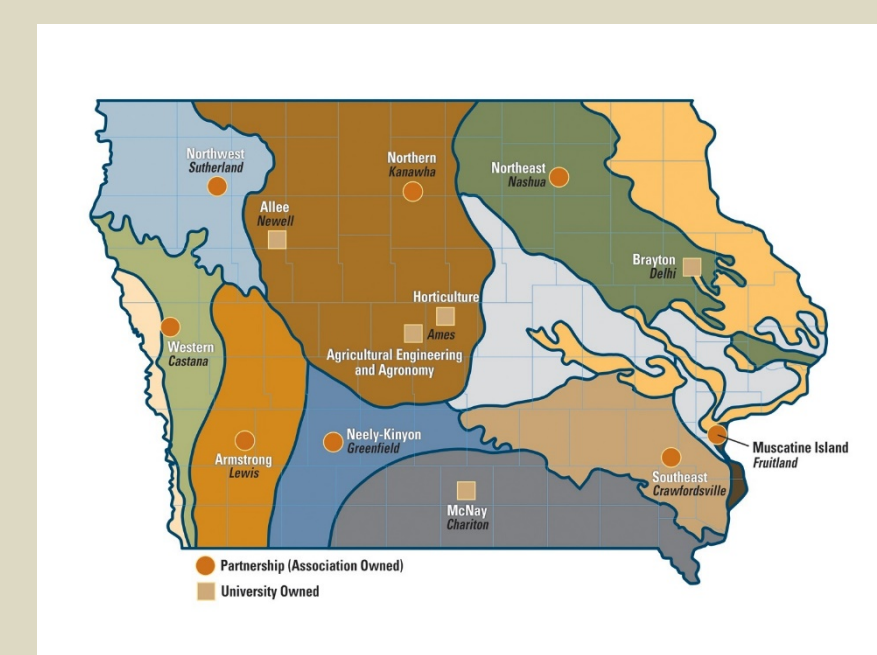 Northwest
Sutherland
Northern
Kanawha
Northeast
Nashua
Allee
Newell
Brayton
Delhi
Horticulture
Ames
Agricultural Engineering
and Agronomy
Western
Castana
Armstrong
Lewis
Neely-Kinyon
Greenfield
Muscatine Island
Fruitland
Southeast
Crawfordsville
McNay
Chariton
Partnership (Association Owned)
University Owned